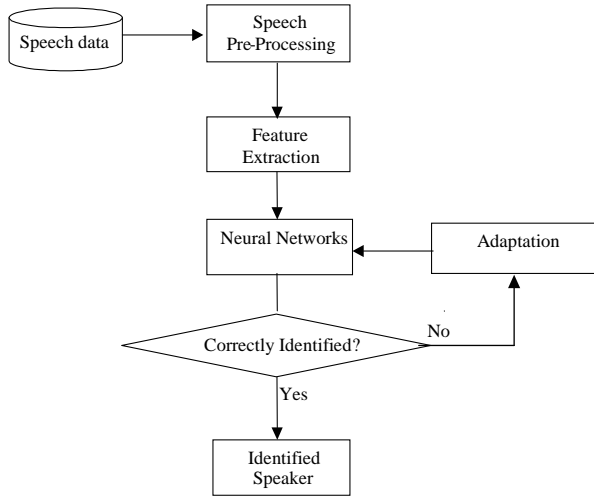 Speech data
Speech
Pre-Processing
Feature
Extraction
Neural Networks
Adaptation
Correctly Identified?
No
Yes
Identified
Speaker